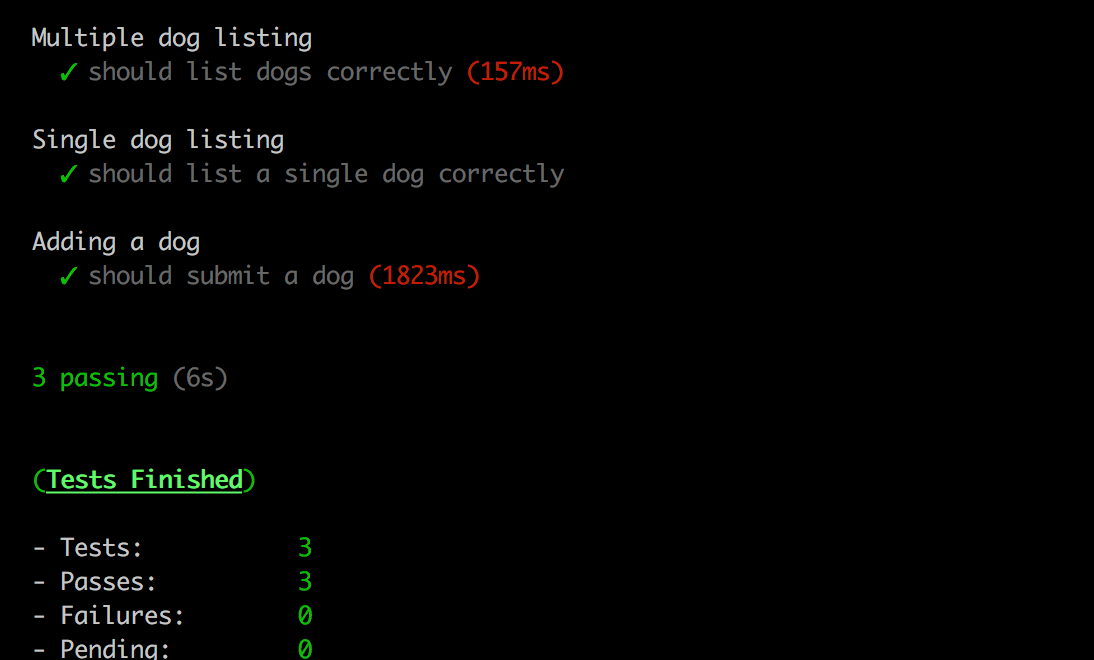 Multiple dog listing
✓ should list dogs correctly (157ms)
Single dog listing
✓ should list a single dog correctly
Adding a dog
✓ should submit a dog (1823ms)
3 passing (6s)
(Tests Finished)
- Tests: 3
- Passes: 3
- Failures: 0
- Pending: 0